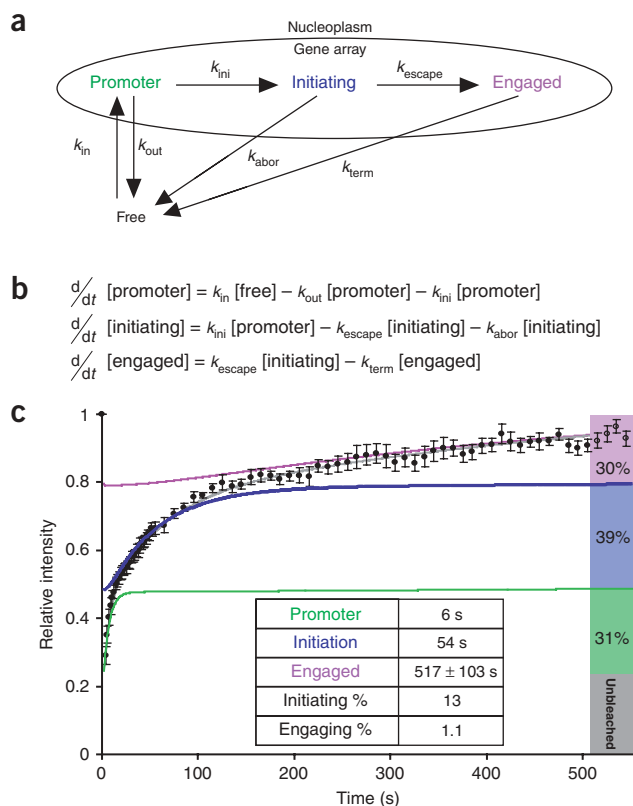 a
Nucleoplasm
Gene array
Promoter
k_ini
Initiating
k_escape
Engaged
k_in
k_out
k_abor
k_term
Free
b
d/dt [promoter] = k_in [free] – k_out [promoter] – k_ini [promoter]
d/dt [initiating] = k_ini [promoter] – k_escape [initiating] – k_abor [initiating]
d/dt [engaged] = k_escape [initiating] – k_term [engaged]
c
1
0.8
0.6
0.4
0.2
0
Relative intensity
30%
39%
31%
Unbleached
Promoter 6 s
Initiation 54 s
Engaged 517 ± 103 s
Initiating % 13
Engaging % 1.1
0 100 200 300 400 500
Time (s)